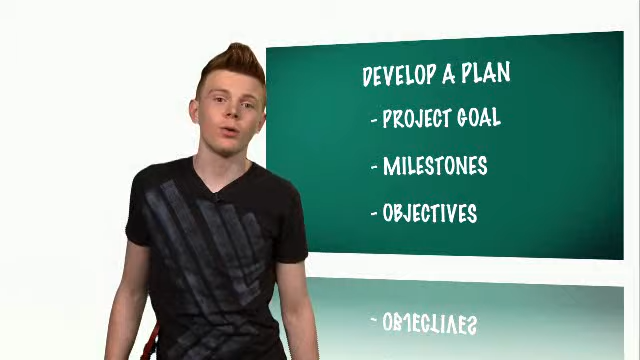 DEVELOP A PLAN
- PROJECT GOAL
- MILESTONES
- OBJECTIVES